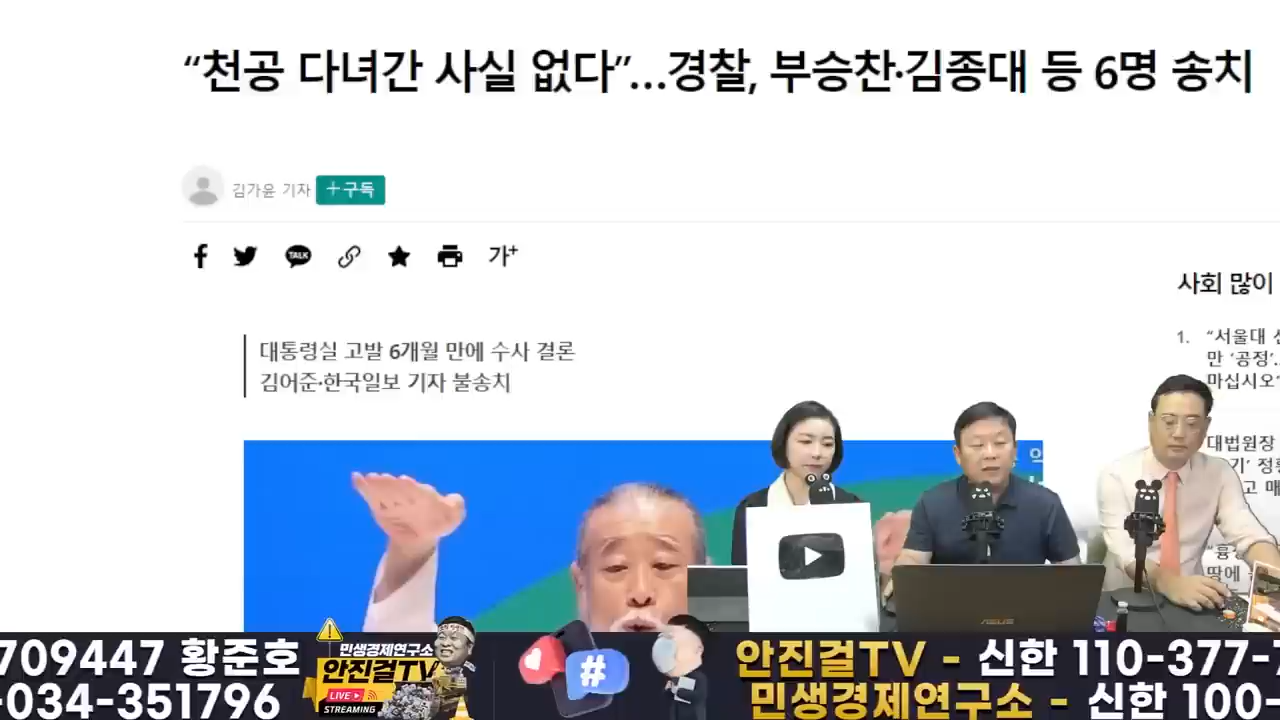 “천공 다녀간 사실 없다”...경찰, 부승찬·김종대 등 6명 송치
김가윤 기자 +구독
TALK
가+
사회 많이
대통령실 고발 6개월 만에 수사 결론
김어준·한국일보 기자 불송치
1. “서울대
만 ‘공정’..
마십시오”
대법원장
기’ 정황
고 매
땅에
ASUS
709447 황준호
-034-351796
민생경제연구소
안진걸TV
LIVE
STREAMING
#
안진걸TV - 신한 110-377-
민생경제연구소 - 신한 100-